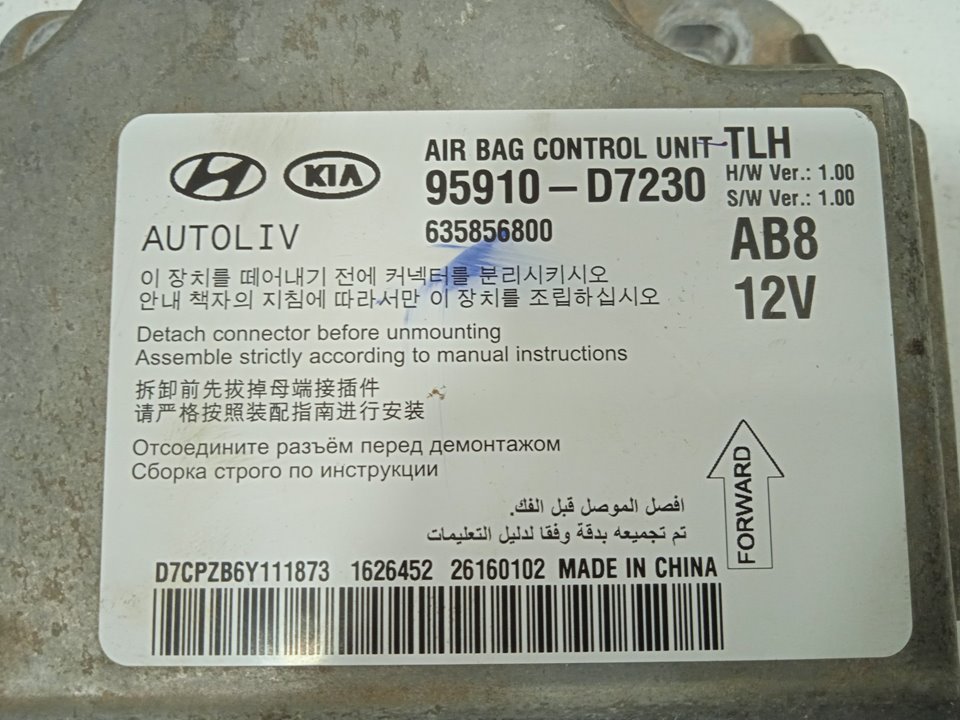 KIA
AIR BAG CONTROL UNIT TLH
95910-D7230
H/W Ver.: 1.00
S/W Ver.: 1.00
AUTOLIV
635856800
AB8
12V
이 장치를 떼어내기 전에 커넥터를 분리시키시오
안내 책자의 지침에 따라서만 이 장치를 조립하십시오
Detach connector before unmounting
Assemble strictly according to manual instructions
拆卸前先拔掉母端接插件
请严格按照装配指南进行安装
Отсоедините разъём перед демонтажом
Сборка строго по инструкции
افصل الموصل قبل الفك.
تم تجميعه بدقة وفقا لدليل التعليمات
FORWARD
D7CPZB6Y111873 1626452 26160102 MADE IN CHINA